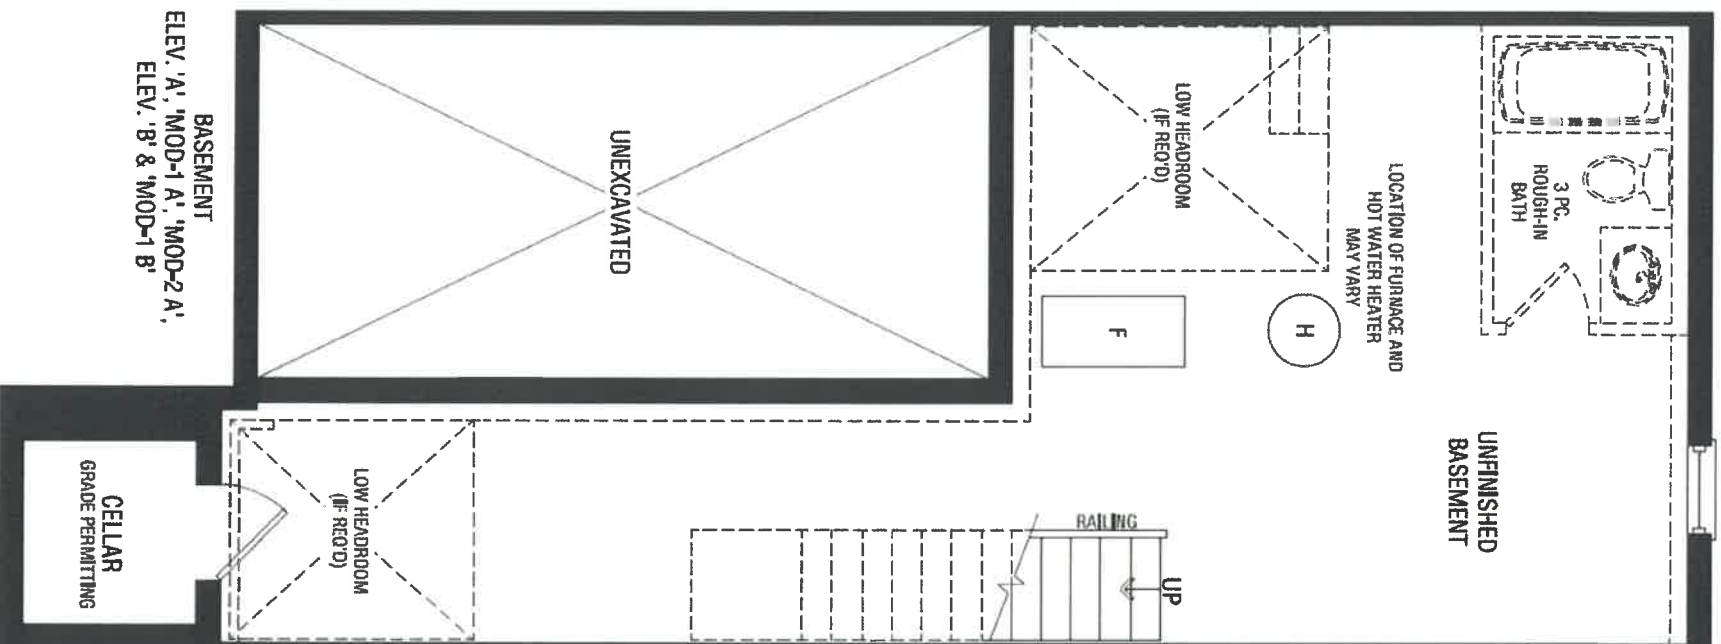 BASEMENT
ELEV. 'A', 'MOD-1 A', 'MOD-2 A',
ELEV. 'B' & 'MOD-1 B'
UNEXCAVATED
LOW HEADROOM
(IF REQ'D)
LOCATION OF FURNACE AND
HOT WATER HEATER
MAY VARY
3 PC.
ROUGH-IN
BATH
F
H
UNFINISHED
BASEMENT
CELLAR
GRADE PERMITTING
LOW HEADROOM
(IF REQ'D)
RAILING
UP